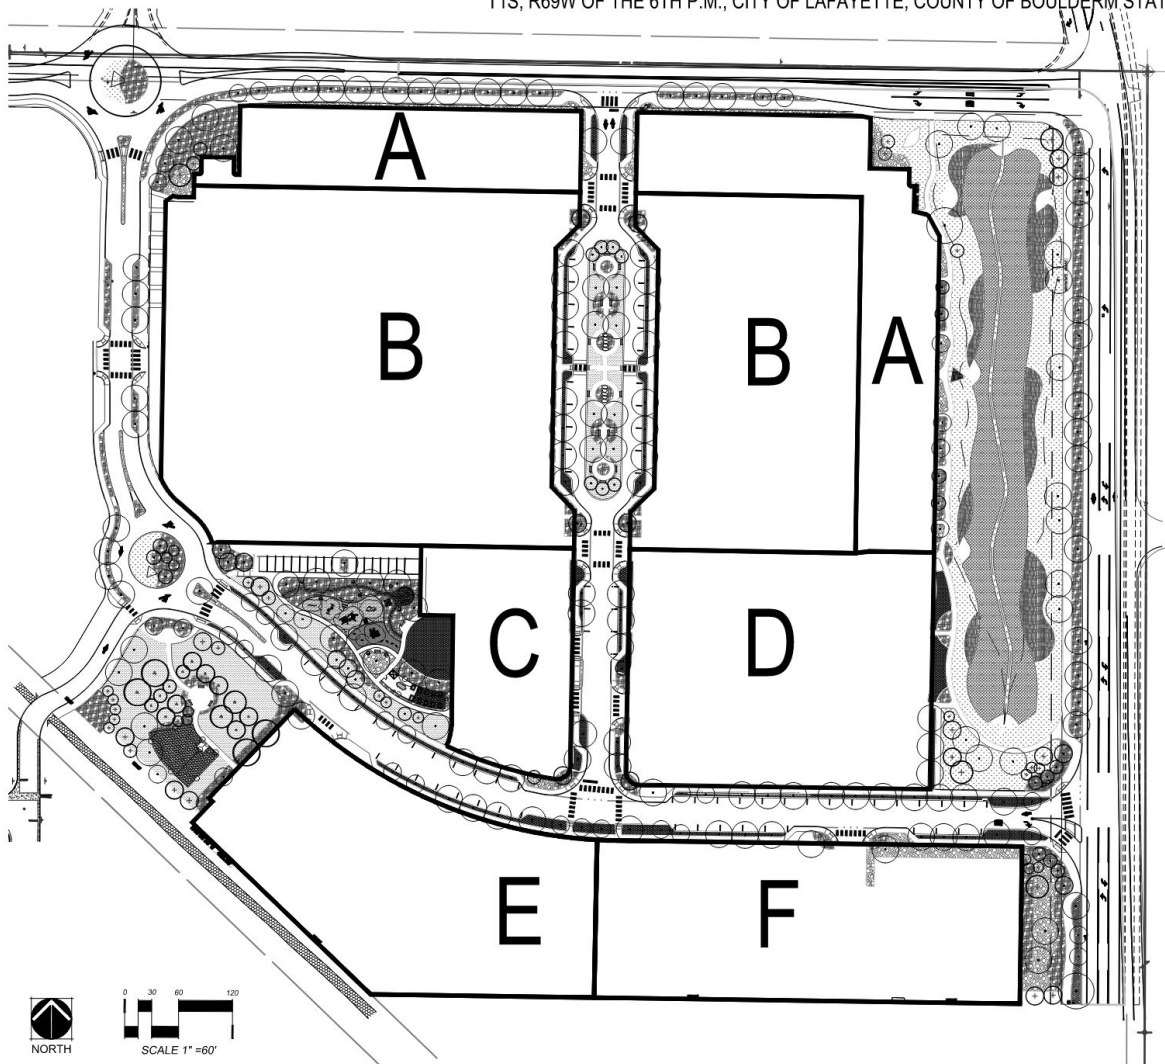 T1S, R69W OF THE 6TH P.M., CITY OF LAFAYETTE, COUNTY OF BOULDERM STAT
A
B
B
A
C
D
E
F
0 30 60 120
NORTH
SCALE 1" =60'